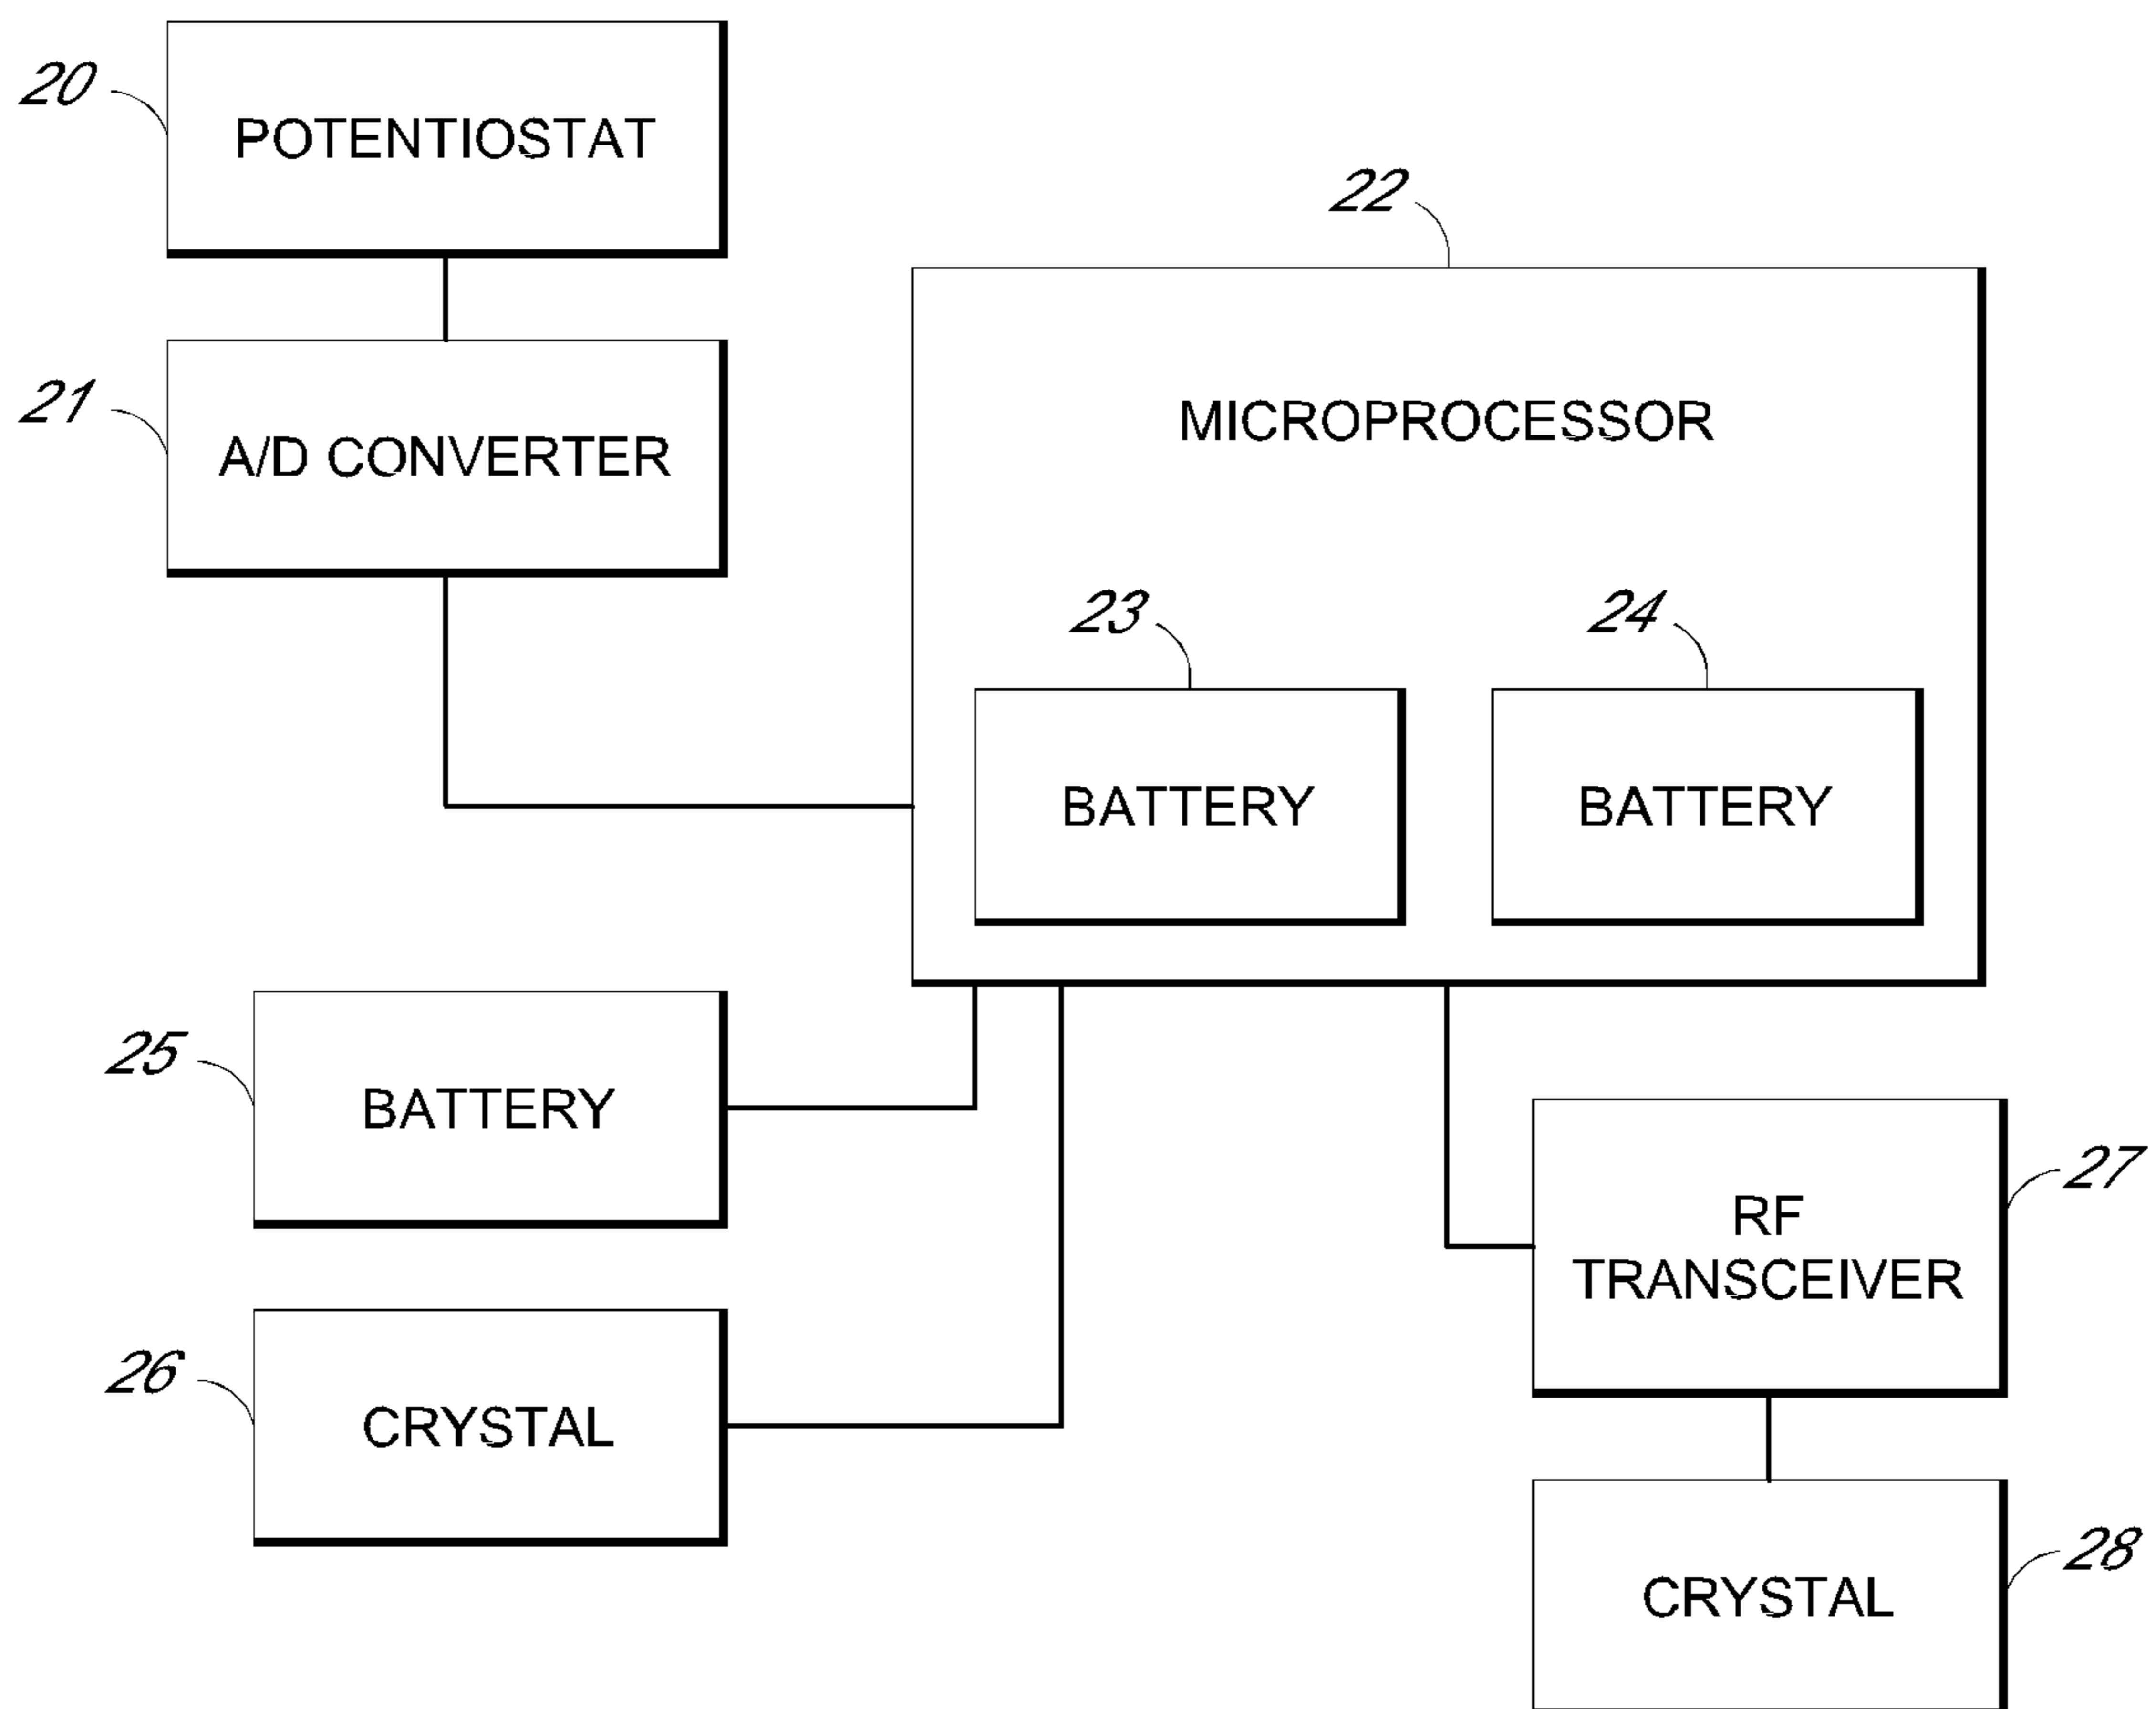 20
POTENTIOSTAT
21
A/D CONVERTER
22
MICROPROCESSOR
23
BATTERY
24
BATTERY
25
BATTERY
26
CRYSTAL
27
RF
TRANSCEIVER
28
CRYSTAL